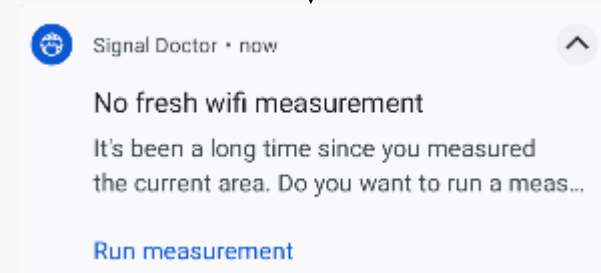 Signal Doctor • now
No fresh wifi measurement
It's been a long time since you measured
the current area. Do you want to run a meas...
Run measurement